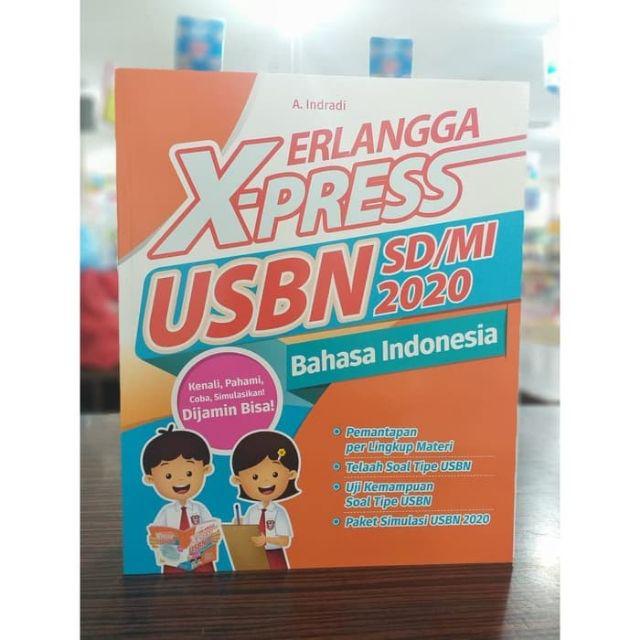 A. Indradi
ERLANGGA
X-PRESS
USBN SD/MI
2020
Bahasa Indonesia
Kenali, Pahami,
Coba, Simulasikan!
Dijamin Bisa!
• Pemantapan
per Lingkup Materi
• Telaah Soal Tipe USBN
• Uji Kemampuan
Soal Tipe USBN
• Paket Simulasi USBN 2020